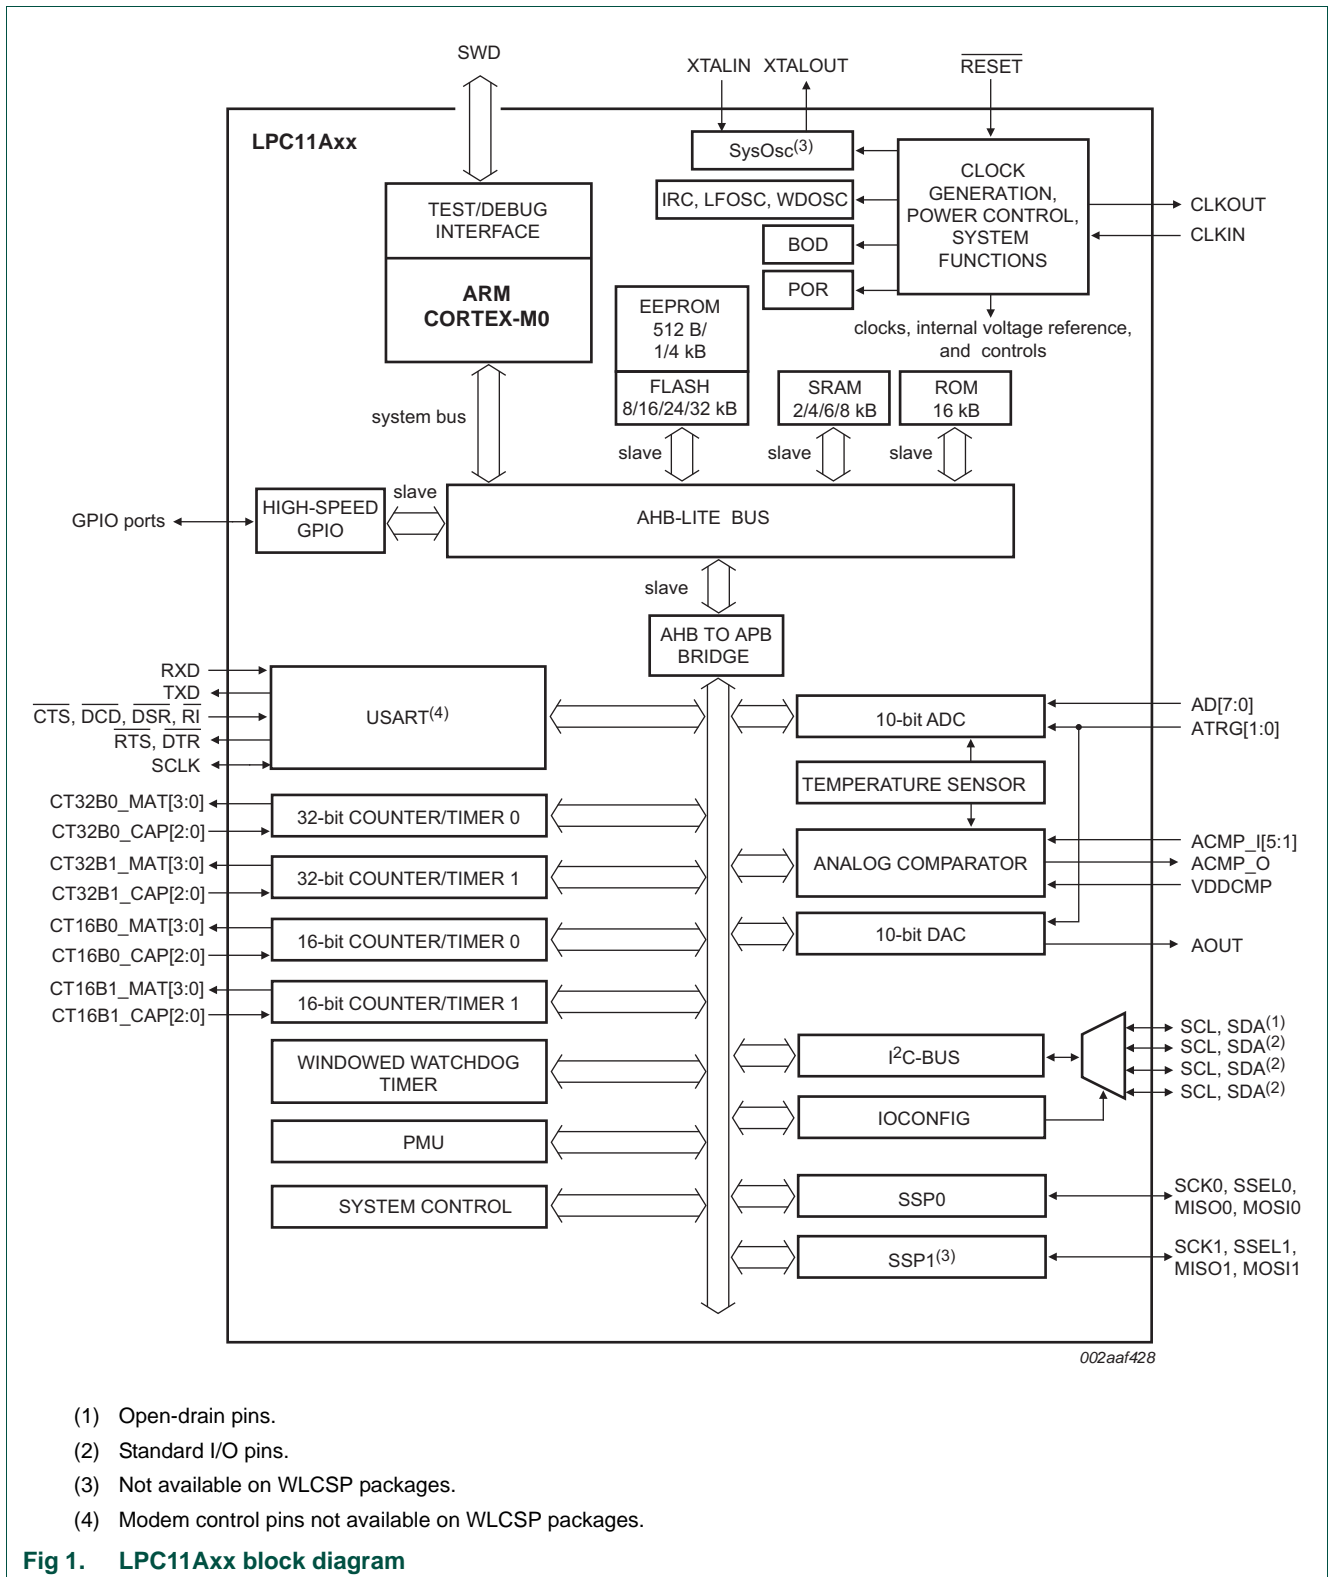 SWD
XTALIN XTALOUT
RESET
LPC11Axx
SysOsc(3)
CLOCK
GENERATION,
POWER CONTROL,
SYSTEM
FUNCTIONS
IRC, LFOSC, WDOSC
CLKOUT
TEST/DEBUG
INTERFACE
BOD
CLKIN
POR
ARM
CORTEX-M0
EEPROM
512 B/
1/4 kB
clocks, internal voltage reference,
and controls
FLASH
8/16/24/32 kB
SRAM
2/4/6/8 kB
ROM
16 kB
system bus
slave
slave
slave
slave
GPIO ports
HIGH-SPEED
GPIO
AHB-LITE BUS
slave
AHB TO APB
BRIDGE
RXD
TXD
CTS, DCD, DSR, RI
RTS, DTR
SCLK
USART(4)
10-bit ADC
AD[7:0]
ATRG[1:0]
TEMPERATURE SENSOR
CT32B0_MAT[3:0]
CT32B0_CAP[2:0]
32-bit COUNTER/TIMER 0
ANALOG COMPARATOR
ACMP_I[5:1]
ACMP_O
VDDCMP
CT32B1_MAT[3:0]
CT32B1_CAP[2:0]
32-bit COUNTER/TIMER 1
CT16B0_MAT[3:0]
CT16B0_CAP[2:0]
16-bit COUNTER/TIMER 0
10-bit DAC
AOUT
CT16B1_MAT[3:0]
CT16B1_CAP[2:0]
16-bit COUNTER/TIMER 1
SCL, SDA(1)
SCL, SDA(2)
SCL, SDA(2)
SCL, SDA(2)
WINDOWED WATCHDOG
TIMER
I2C-BUS
IOCONFIG
PMU
SYSTEM CONTROL
SSP0
SCK0, SSEL0,
MISO0, MOSI0
SSP1(3)
SCK1, SSEL1,
MISO1, MOSI1
002aaf428
(1) Open-drain pins.
(2) Standard I/O pins.
(3) Not available on WLCSP packages.
(4) Modem control pins not available on WLCSP packages.
Fig 1. LPC11Axx block diagram